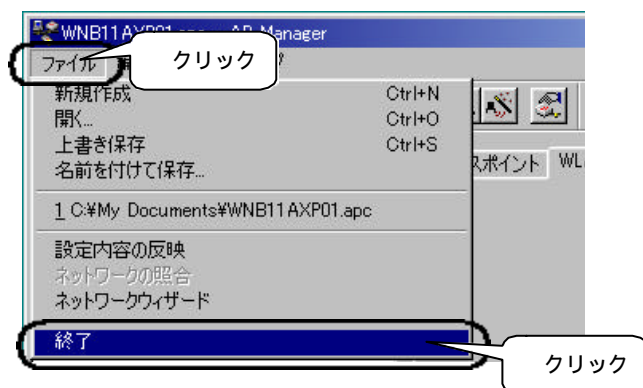 WNB11AXP01.apc - AP Manager
ファイル
クリック
新規作成 Ctrl+N
開く... Ctrl+O
上書き保存 Ctrl+S
名前を付けて保存...
スポイント WL
1 C:¥My Documents¥WNB11AXP01.apc
設定内容の反映
ネットワークの照合
ネットワークウィザード
終了
クリック